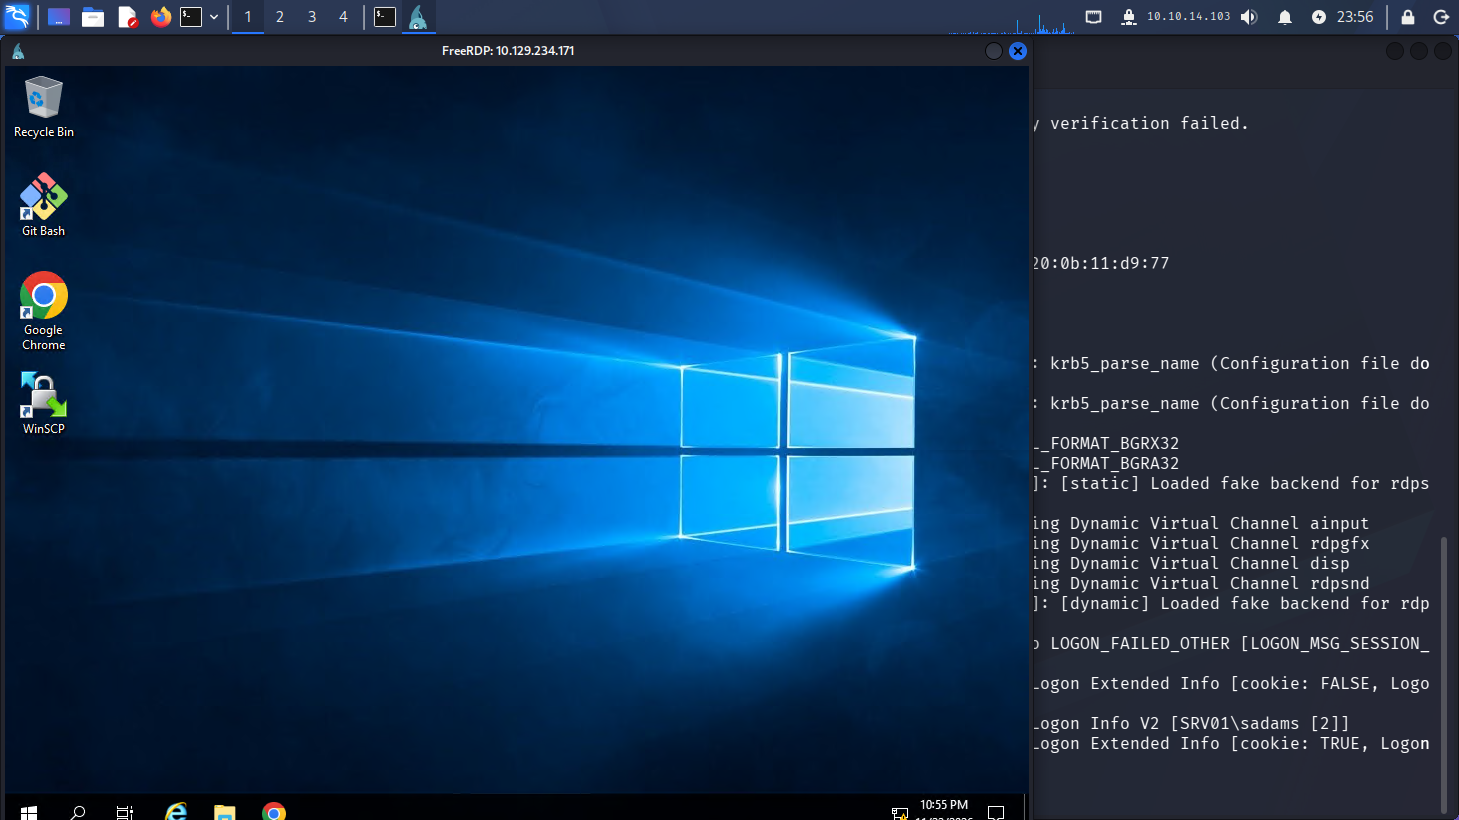 1 2 3 4
10.10.14.103
23:56
FreeRDP: 10.129.234.171
Recycle Bin
Git Bash
Google
Chrome
WinSCP
verification failed.
20:0b:11:d9:77
: krb5_parse_name (Configuration file do
: krb5_parse_name (Configuration file do
L_FORMAT_BGRX32
L_FORMAT_BGRA32
]: [static] Loaded fake backend for rdps
ing Dynamic Virtual Channel ainput
ing Dynamic Virtual Channel rdpgfx
ing Dynamic Virtual Channel disp
ing Dynamic Virtual Channel rdpsnd
]: [dynamic] Loaded fake backend for rdp
LOGON_FAILED_OTHER [LOGON_MSG_SESSION_
Logon Extended Info [cookie: FALSE, Logo
Logon Info V2 [SRV01\sadams [2]]
Logon Extended Info [cookie: TRUE, Logon
10:55 PM